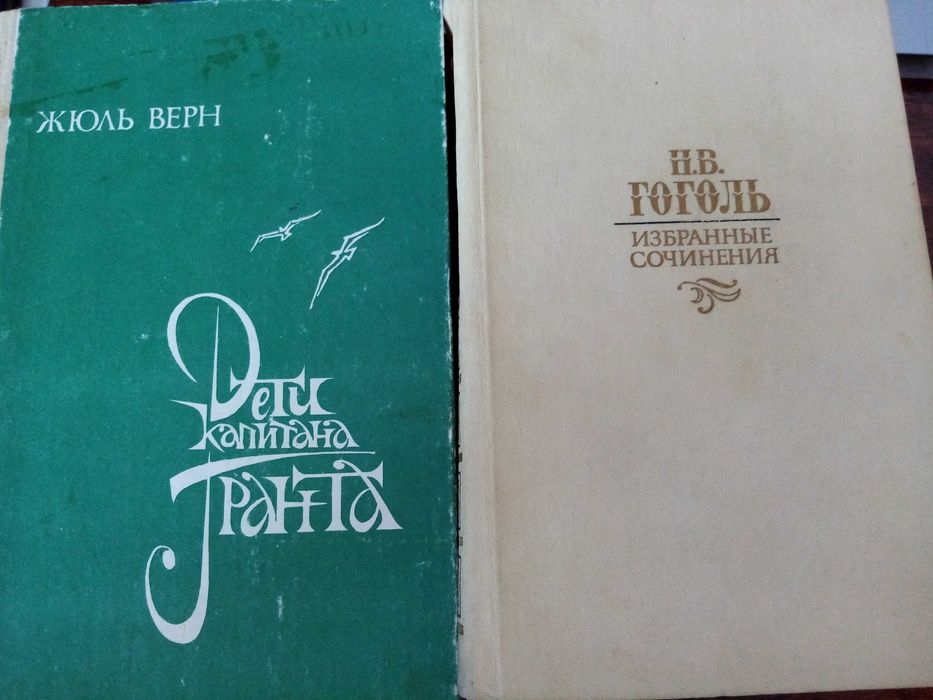 ЖЮЛЬ ВЕРН
Дети
капитана
Гранта
Н.В.
ГОГОЛЬ
ИЗБРАННЫЕ
СОЧИНЕНИЯ